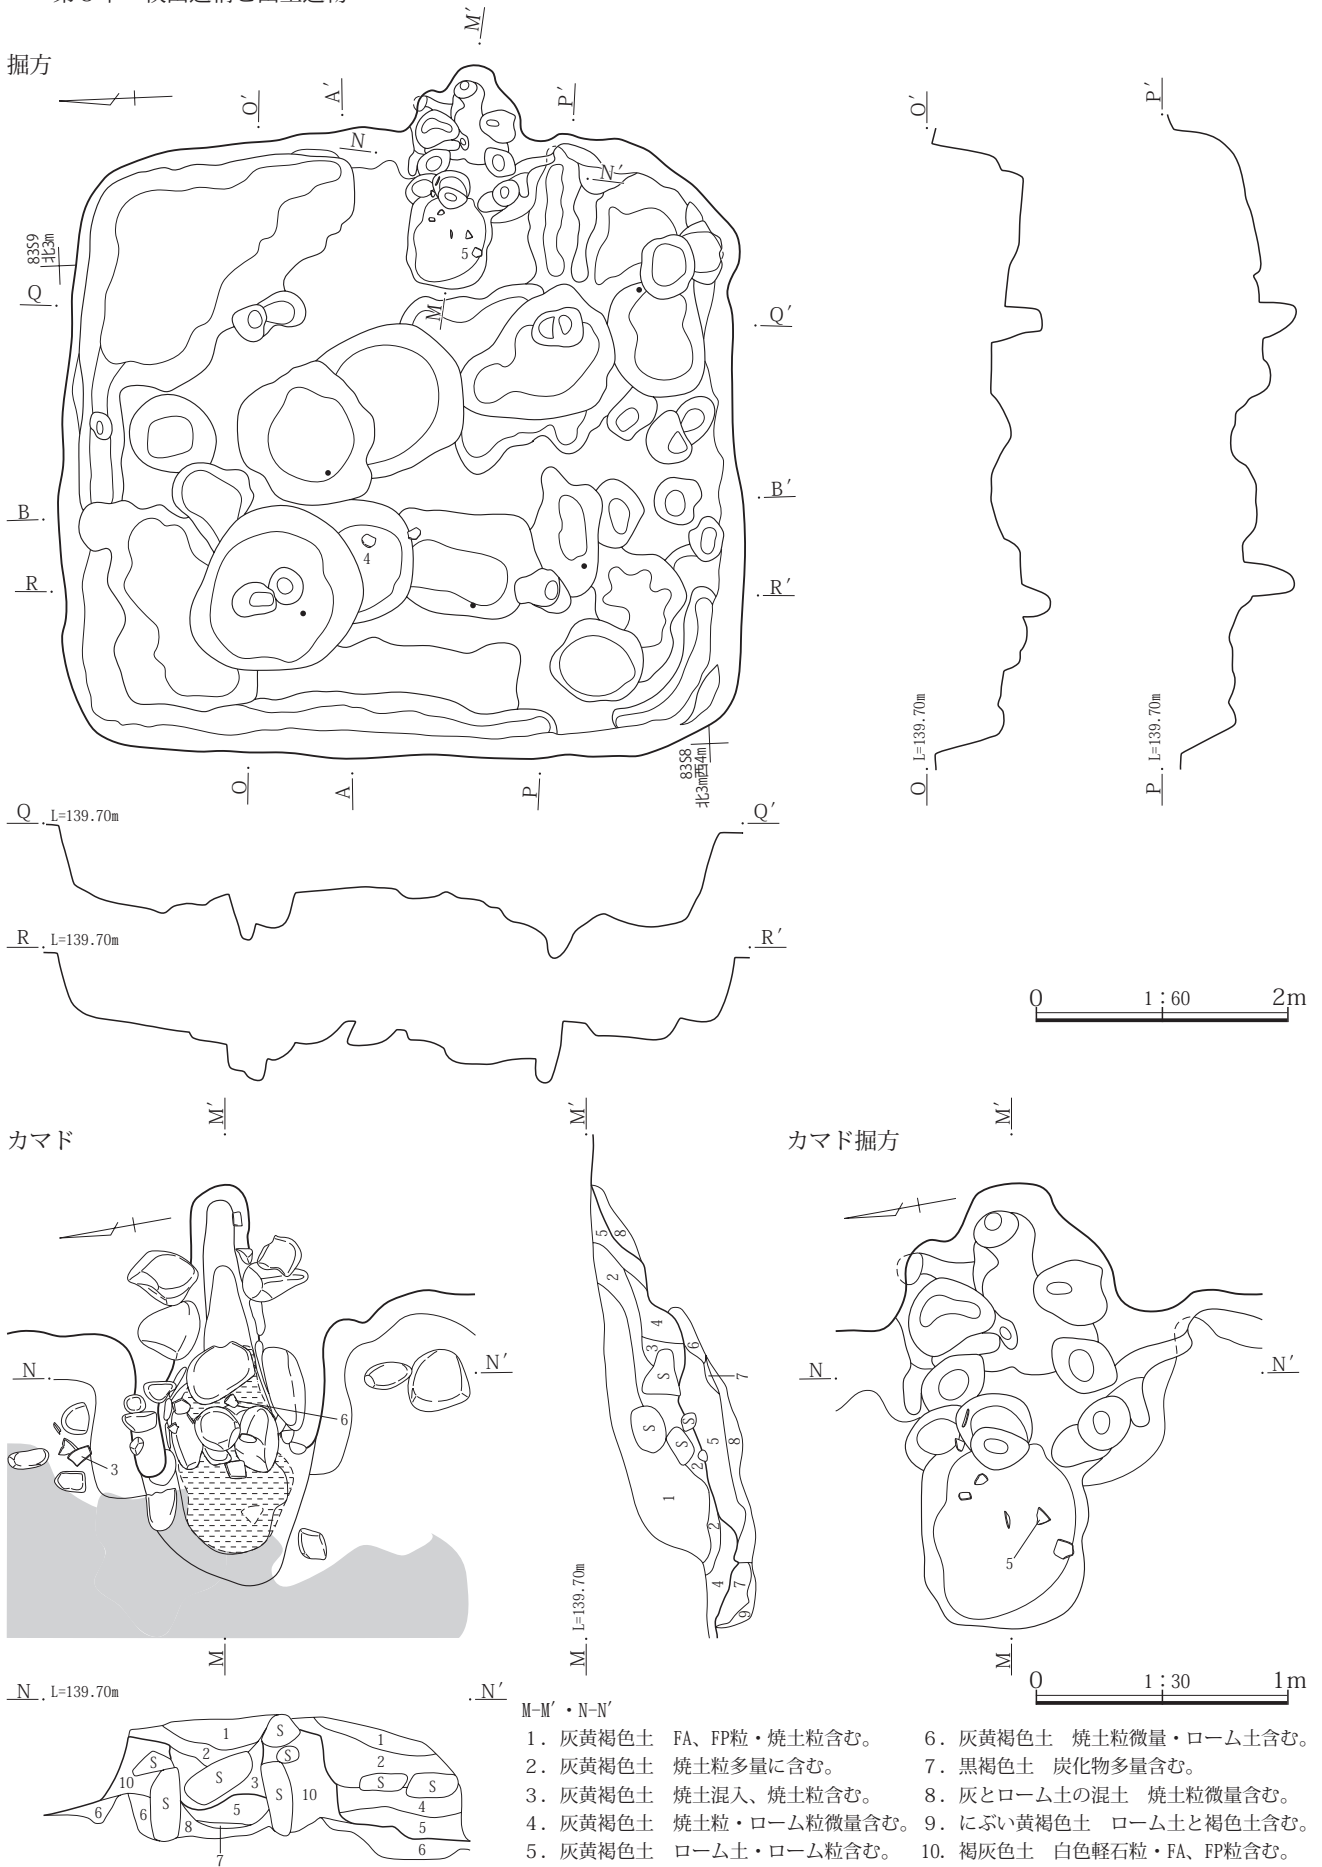 掘方
M′
O′
A′
P′
N
N′
83S9
北3m
Q
Q′
M
5
B
B′
4
R
R′
O
A
P
83S8
北3m西4m
O′
P′
O L=139.70m
P L=139.70m
Q L=139.70m Q′
R L=139.70m R′
0 1：60 2m
カマド
M′
M′
カマド掘方
M′
N
N′
6
3
M
5 8
2
4
3 6
S 7
S S
S 5 8
2
1
2
4 7
9
M L=139.70m
N
N′
5
M
0 1：30 1m
N L=139.70m N′
1 S 1
2 S 2
S S 3 S S
10 S S 10
6 6 8 5 4
5
7 6
M-M′・N-N′
1．灰黄褐色土　FA、FP粒・焼土粒含む。
2．灰黄褐色土　焼土粒多量に含む。
3．灰黄褐色土　焼土混入、焼土粒含む。
4．灰黄褐色土　焼土粒・ローム粒微量含む。
5．灰黄褐色土　ローム土・ローム粒含む。
6．灰黄褐色土　焼土粒微量・ローム土含む。
7．黒褐色土　炭化物多量含む。
8．灰とローム土の混土　焼土粒微量含む。
9．にぶい黄褐色土　ローム土と褐色土含む。
10．褐灰色土　白色軽石粒・FA、FP粒含む。